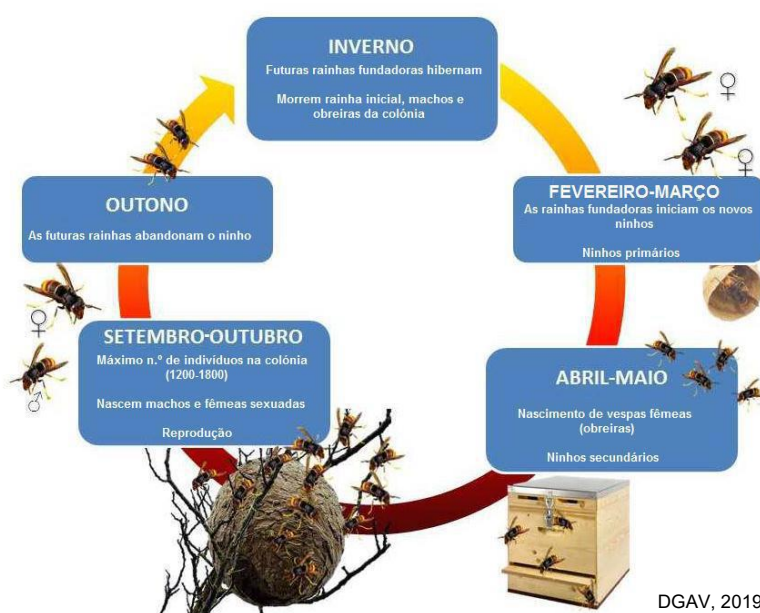 INVERNO
Futuras rainhas fundadoras hibernam
Morrem rainha inicial, machos e
obreiras da colónia
FEVEREIRO-MARÇO
As rainhas fundadoras iniciam os novos
ninhos
Ninhos primários
ABRIL-MAIO
Nascimento de vespas fêmeas
(obreiras)
Ninhos secundários
SETEMBRO-OUTUBRO
Máximo n.º de indivíduos na colónia
(1200-1800)
Nascem machos e fêmeas sexuadas
Reprodução
OUTONO
As futuras rainhas abandonam o ninho
DGAV, 2019